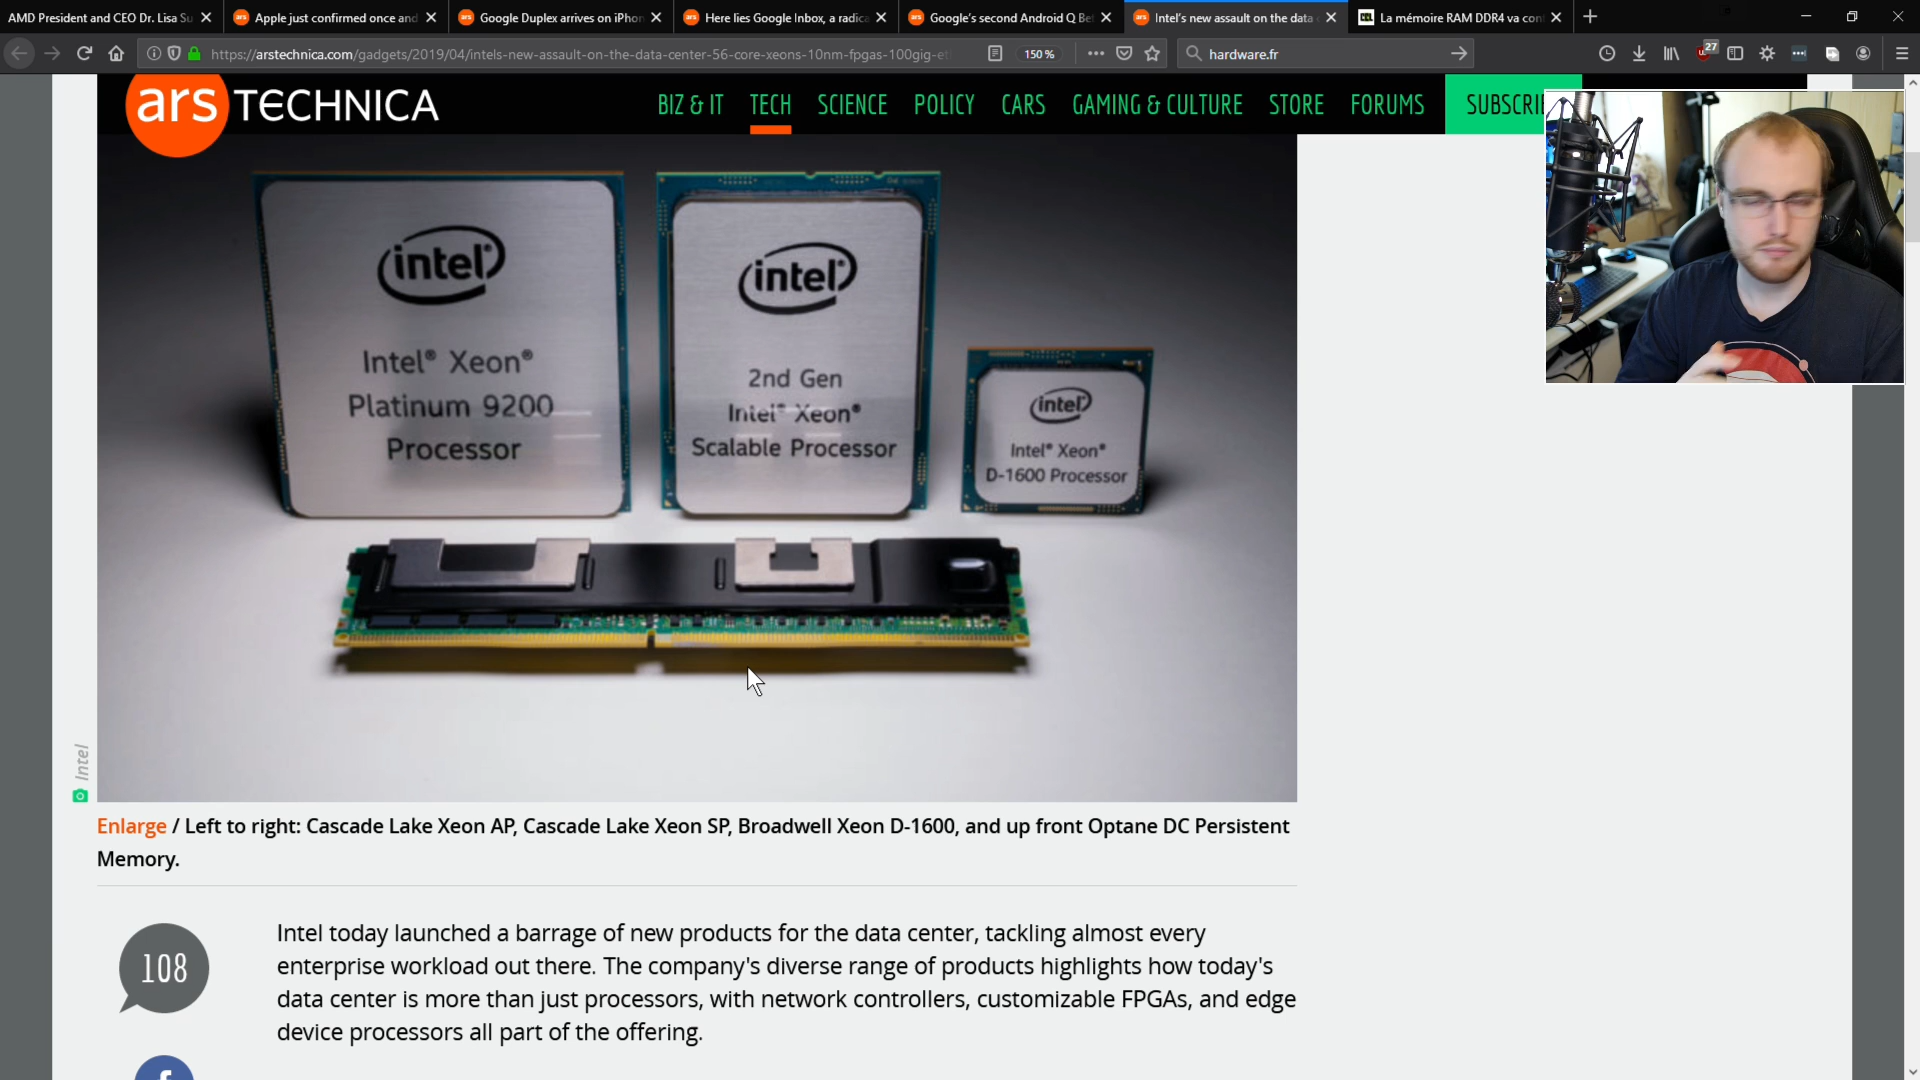 AMD President and CEO Dr. Lisa Su
Apple just confirmed once and
Google Duplex arrives on iPhon
Here lies Google Inbox, a radica
Google's second Android Q Be
Intel's new assault on the data
La mémoire RAM DDR4 va con
https://arstechnica.com/gadgets/2019/04/intels-new-assault-on-the-data-center-56-core-xeons-10nm-fpgas-100gig-et
150 %
hardware.fr
27
ars TECHNICA
BIZ & IT TECH SCIENCE POLICY CARS GAMING & CULTURE STORE FORUMS SUBSCRI
intel®
Intel® Xeon®
Platinum 9200
Processor
intel®
2nd Gen
Intel® Xeon®
Scalable Processor
intel®
Intel® Xeon®
D-1600 Processor
Intel
Enlarge / Left to right: Cascade Lake Xeon AP, Cascade Lake Xeon SP, Broadwell Xeon D-1600, and up front Optane DC Persistent
Memory.
108
Intel today launched a barrage of new products for the data center, tackling almost every
enterprise workload out there. The company's diverse range of products highlights how today's
data center is more than just processors, with network controllers, customizable FPGAs, and edge
device processors all part of the offering.